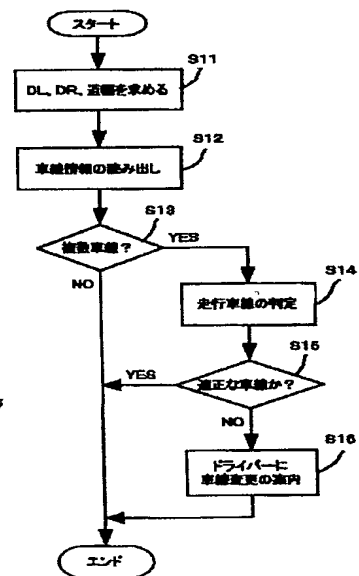 スタート
S11
DL、DR、道幅を求める
S12
車線情報の読み出し
S13
複数車線？
YES
NO
S14
走行車線の判定
S15
適正な車線か？
YES
NO
S16
ドライバーに
車線変更の案内
エンド